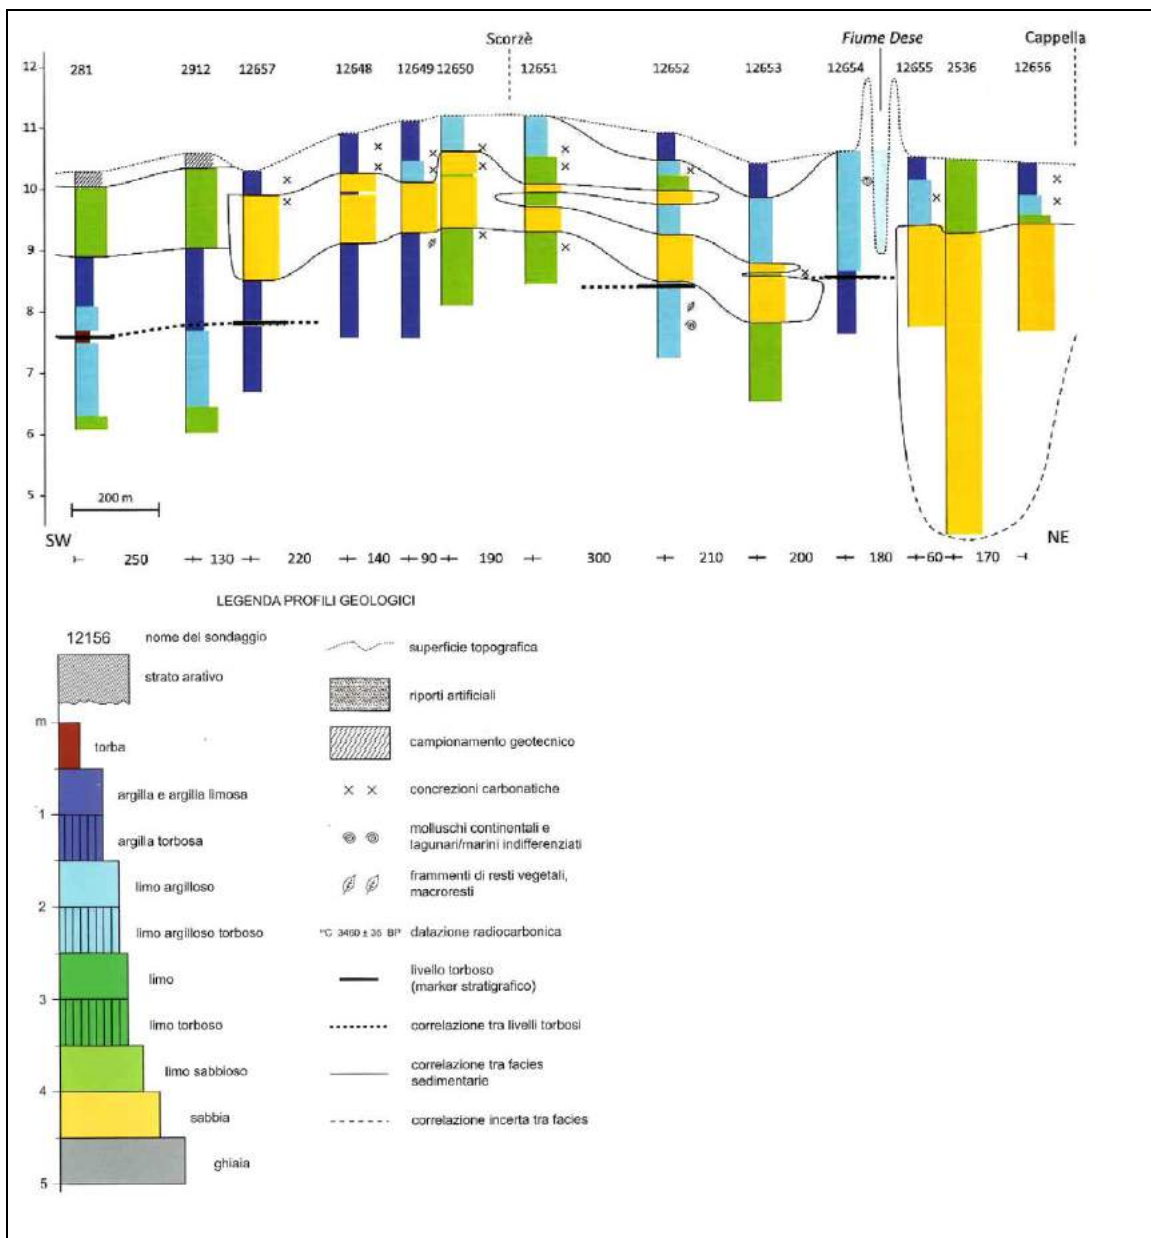 Scorzè Fiume Dese Cappella
12 281 2912 12657 12648 12649 12650 12651 12652 12653 12654 12655 2536 12656
11
10
9
8
7
6
5
200 m
SW NE
250 130 220 140 90 190 300 210 200 180 60 170
LEGENDA PROFILI GEOLOGICI
12156 nome del sondaggio
strato arativo
m
torba
argilla e argilla limosa
1
argilla torbosa
limo argilloso
2
limo argilloso torboso
limo
3
limo torboso
limo sabbioso
4
sabbia
ghiaia
5
superficie topografica
riporti artificiali
campionamento geotecnico
concrezioni carbonatiche
molluschi continentali e
lagunari/marini indifferenziati
frammenti di resti vegetali,
macroresti
¹⁴C 3460 ± 35 BP datazione radiocarbonica
livello torboso
(marker stratigrafico)
correlazione tra livelli torbosi
correlazione tra facies
sedimentarie
correlazione incerta tra facies